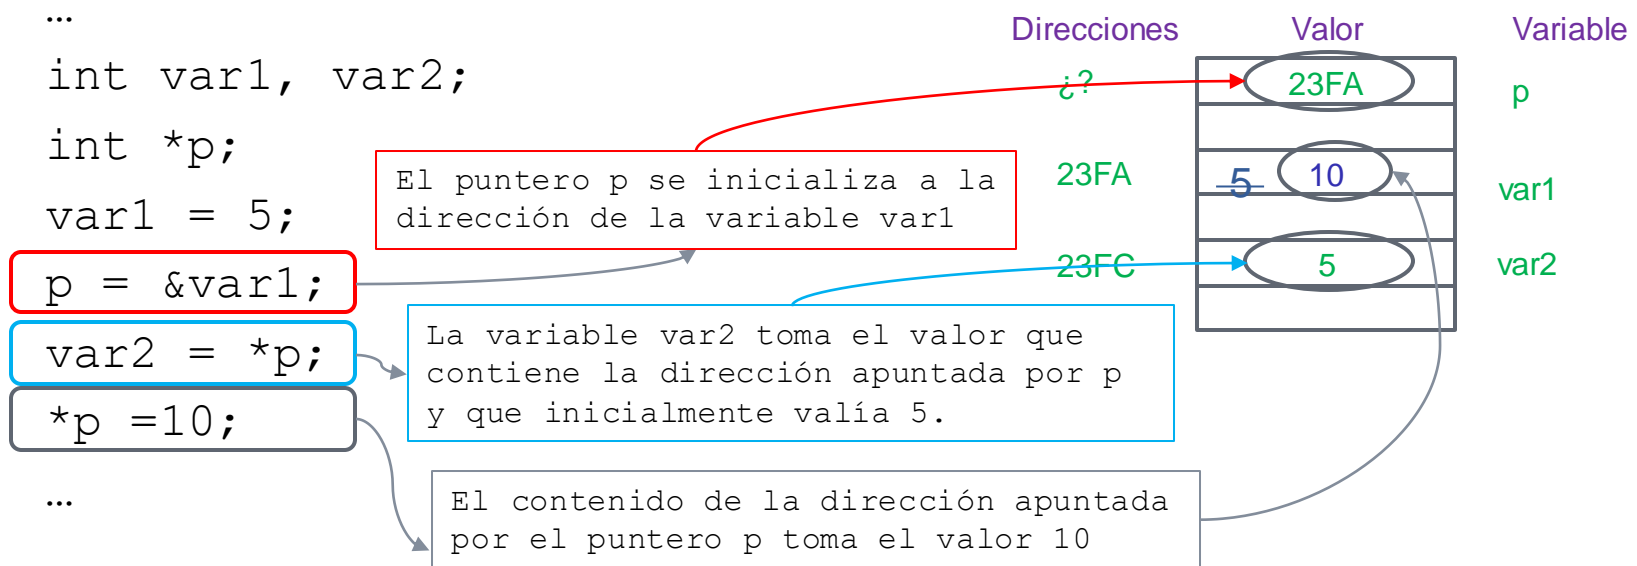 …
int var1, var2;
int *p;
var1 = 5;
p = &var1;
var2 = *p;
*p =10;
…
El puntero p se inicializa a la
dirección de la variable var1
La variable var2 toma el valor que
contiene la dirección apuntada por p
y que inicialmente valía 5.
El contenido de la dirección apuntada
por el puntero p toma el valor 10
Direcciones Valor Variable
¿? 23FA p
23FA 5 10 var1
23FC 5 var2